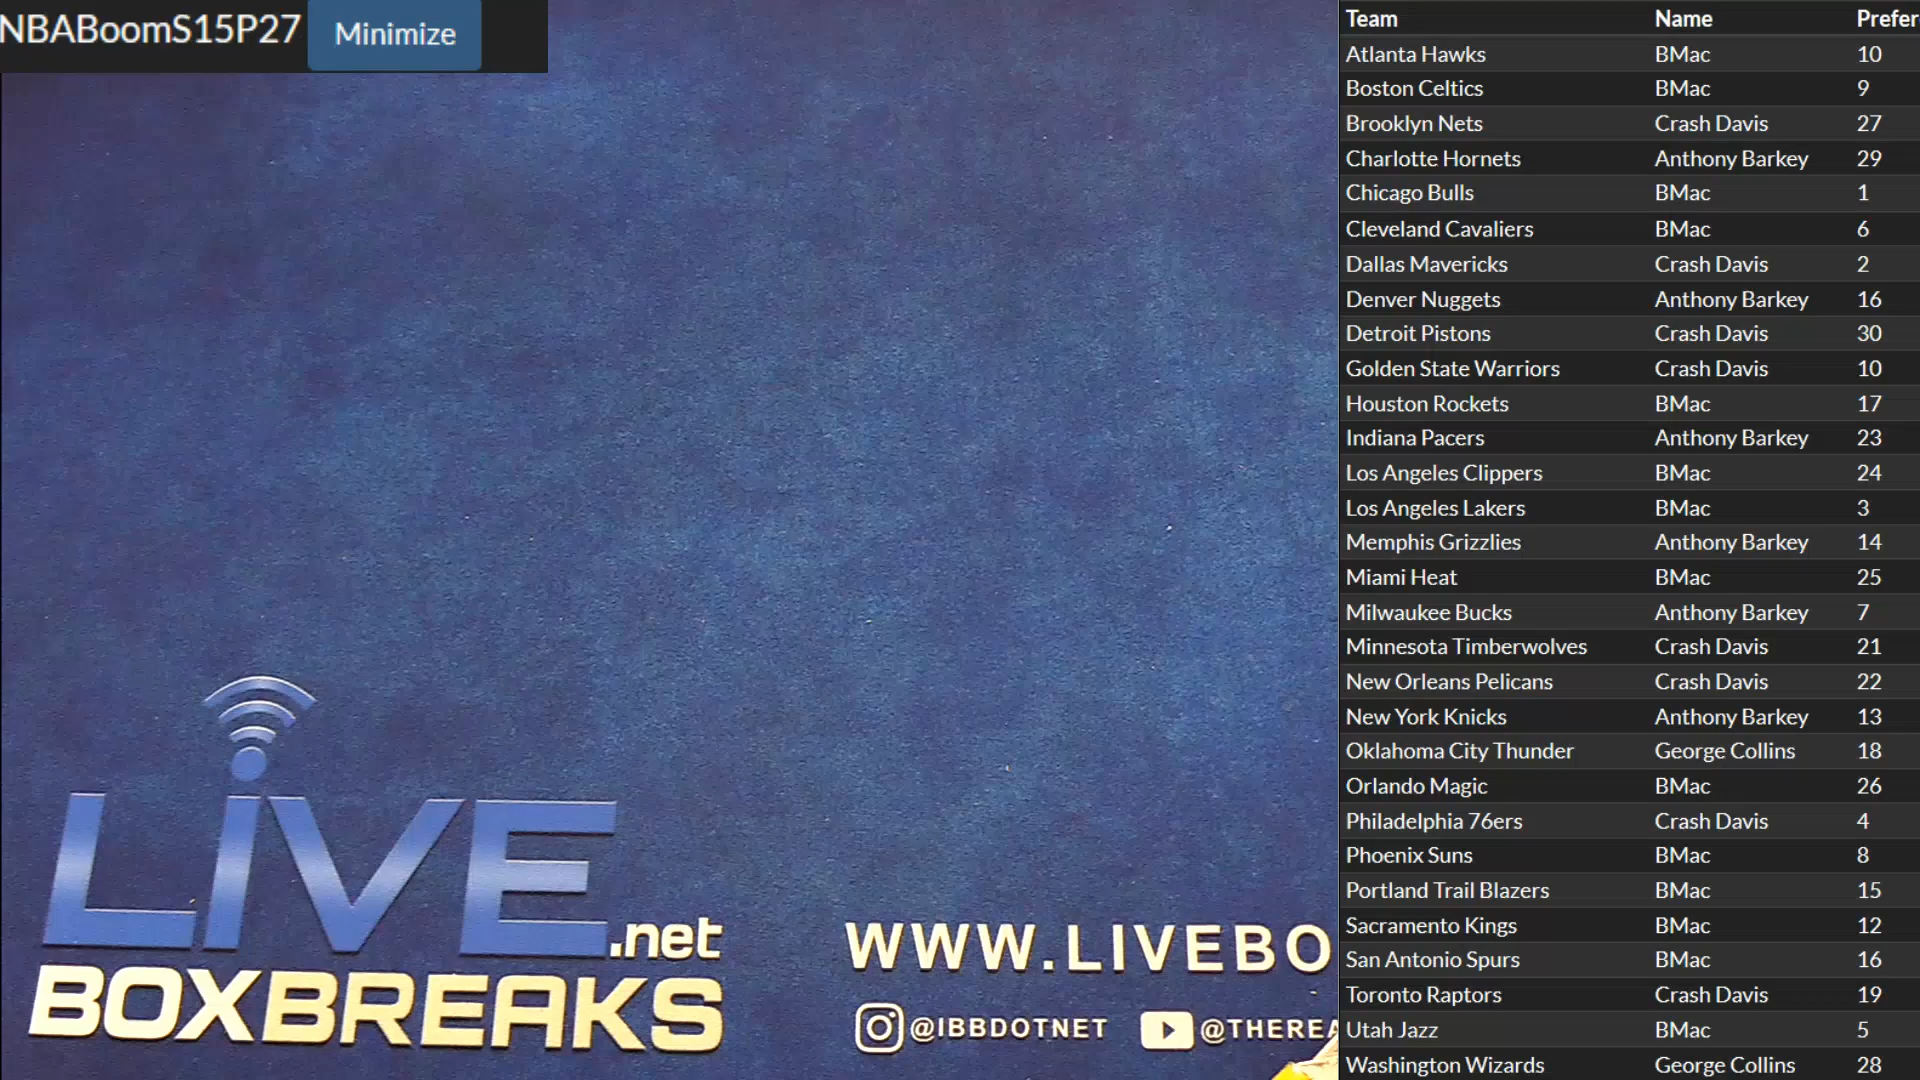 NBABoomS15P27 Minimize
Team Name Prefer
Atlanta Hawks BMac 10
Boston Celtics BMac 9
Brooklyn Nets Crash Davis 27
Charlotte Hornets Anthony Barkey 29
Chicago Bulls BMac 1
Cleveland Cavaliers BMac 6
Dallas Mavericks Crash Davis 2
Denver Nuggets Anthony Barkey 16
Detroit Pistons Crash Davis 30
Golden State Warriors Crash Davis 10
Houston Rockets BMac 17
Indiana Pacers Anthony Barkey 23
Los Angeles Clippers BMac 24
Los Angeles Lakers BMac 3
Memphis Grizzlies Anthony Barkey 14
Miami Heat BMac 25
Milwaukee Bucks Anthony Barkey 7
Minnesota Timberwolves Crash Davis 21
New Orleans Pelicans Crash Davis 22
New York Knicks Anthony Barkey 13
Oklahoma City Thunder George Collins 18
Orlando Magic BMac 26
Philadelphia 76ers Crash Davis 4
Phoenix Suns BMac 8
Portland Trail Blazers BMac 15
Sacramento Kings BMac 12
San Antonio Spurs BMac 16
Toronto Raptors Crash Davis 19
Utah Jazz BMac 5
Washington Wizards George Collins 28
LiVE.net
BOXBREAKS
WWW.LIVEBO
@IBBDOTNET @THEREA